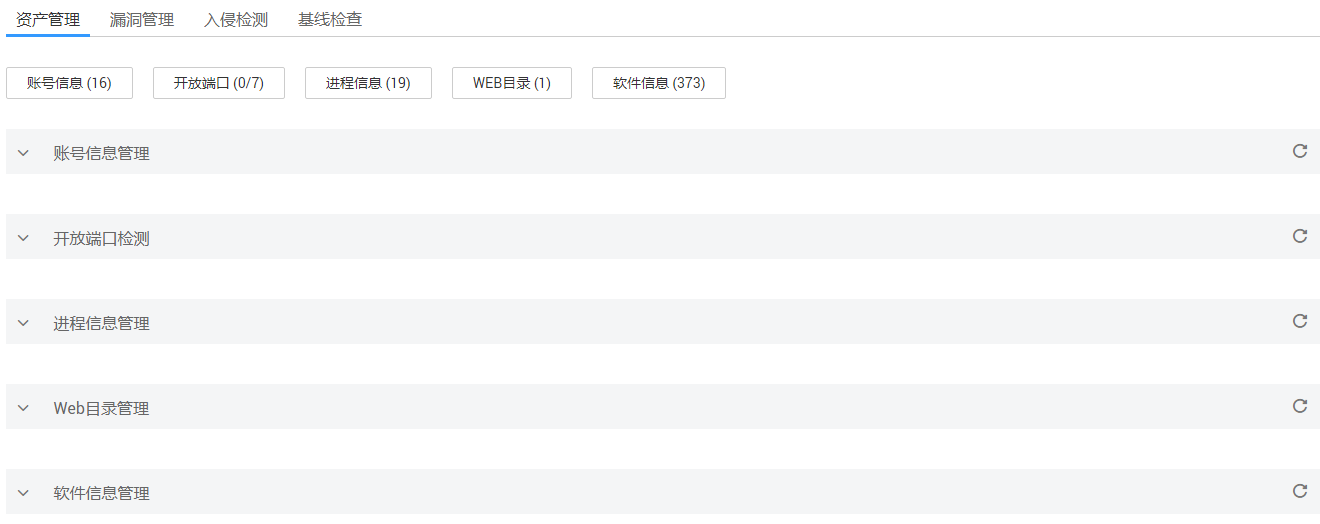 资产管理 漏洞管理 入侵检测 基线检查
账号信息 (16) 开放端口 (0/7) 进程信息 (19) WEB目录 (1) 软件信息 (373)
账号信息管理
开放端口检测
进程信息管理
Web目录管理
软件信息管理